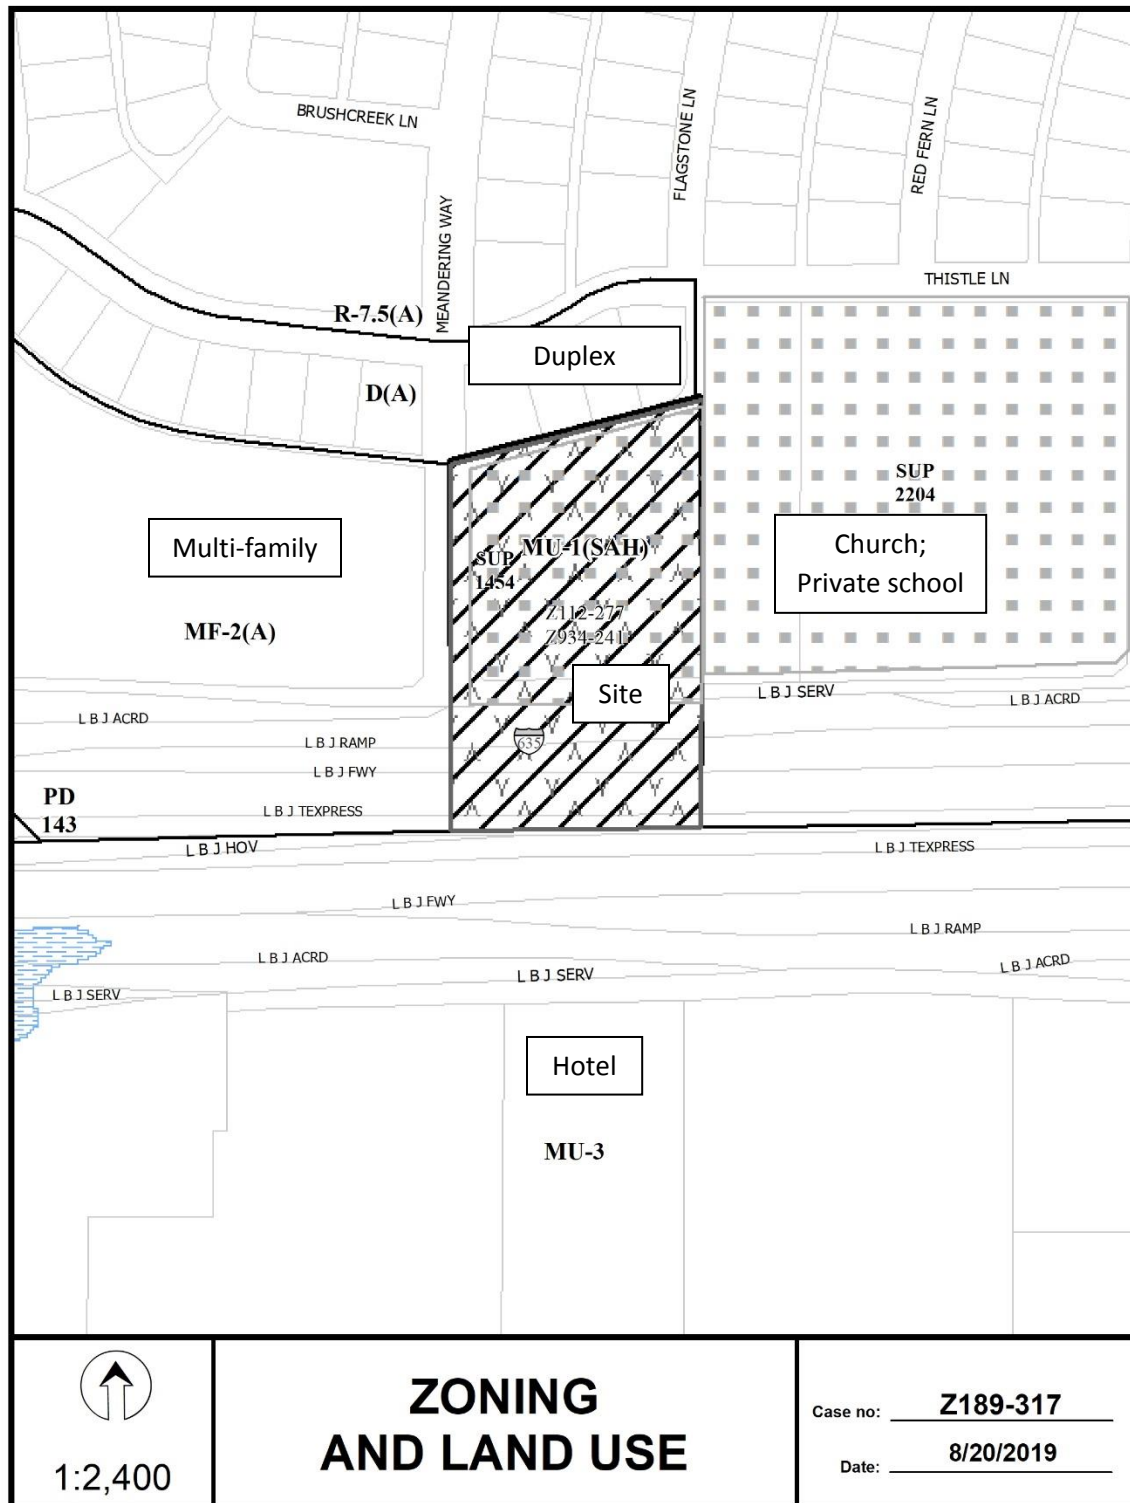 BRUSHCREEK LN
FLAGSTONE LN
RED FERN LN
MEANDERING WAY
THISTLE LN
R-7.5(A)
Duplex
D(A)
SUP
2204
Multi-family
MU-1(SAH)
SUP
1454
Church;
Private school
Z112-277
Z934-241
MF-2(A)
Site
L B J SERV
L B J ACRD
L B J ACRD
L B J RAMP
635
L B J FWY
PD
143
L B J TEXPRESS
L B J HOV
L B J TEXPRESS
L B J FWY
L B J RAMP
L B J ACRD
L B J SERV
L B J ACRD
L B J SERV
Hotel
MU-3
1:2,400
ZONING
AND LAND USE
Case no: Z189-317
Date: 8/20/2019